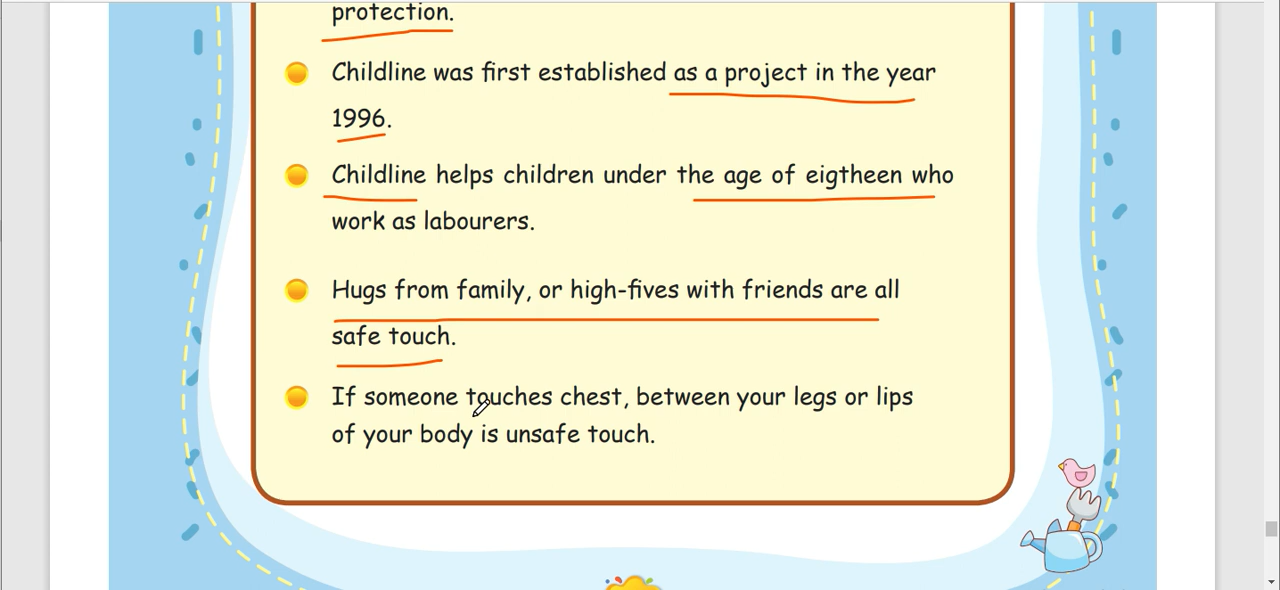 protection.
Childline was first established as a project in the year
1996.
Childline helps children under the age of eigtheen who
work as labourers.
Hugs from family, or high-fives with friends are all
safe touch.
If someone touches chest, between your legs or lips
of your body is unsafe touch.